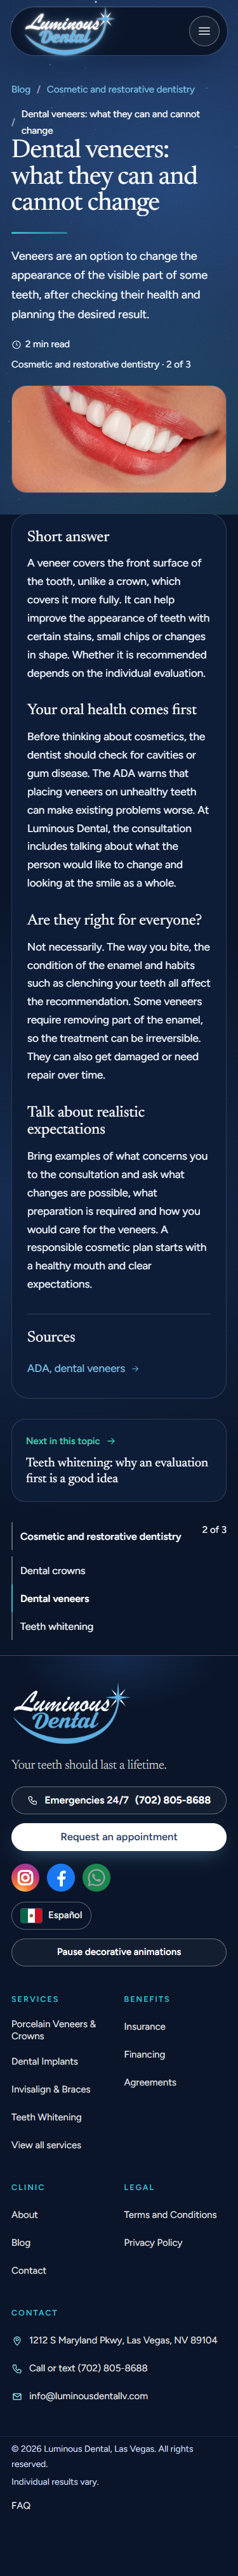 Luminous
Dental
Blog / Cosmetic and restorative dentistry
/ Dental veneers: what they can and cannot
change
Dental veneers:
what they can and
cannot change
Veneers are an option to change the
appearance of the visible part of some
teeth, after checking their health and
planning the desired result.
2 min read
Cosmetic and restorative dentistry · 2 of 3
Short answer
A veneer covers the front surface of
the tooth, unlike a crown, which
covers it more fully. It can help
improve the appearance of teeth with
certain stains, small chips or changes
in shape. Whether it is recommended
depends on the individual evaluation.
Your oral health comes first
Before thinking about cosmetics, the
dentist should check for cavities or
gum disease. The ADA warns that
placing veneers on unhealthy teeth
can make existing problems worse. At
Luminous Dental, the consultation
includes talking about what the
person would like to change and
looking at the smile as a whole.
Are they right for everyone?
Not necessarily. The way you bite, the
condition of the enamel and habits
such as clenching your teeth all affect
the recommendation. Some veneers
require removing part of the enamel,
so the treatment can be irreversible.
They can also get damaged or need
repair over time.
Talk about realistic
expectations
Bring examples of what concerns you
to the consultation and ask what
changes are possible, what
preparation is required and how you
would care for the veneers. A
responsible cosmetic plan starts with
a healthy mouth and clear
expectations.
Sources
ADA, dental veneers →
Next in this topic →
Teeth whitening: why an evaluation
first is a good idea
Cosmetic and restorative dentistry 2 of 3
Dental crowns
Dental veneers
Teeth whitening
Luminous
Dental
Your teeth should last a lifetime.
Emergencies 24/7 (702) 805-8688
Request an appointment
Español
Pause decorative animations
SERVICES
Porcelain Veneers &
Crowns
Dental Implants
Invisalign & Braces
Teeth Whitening
View all services
BENEFITS
Insurance
Financing
Agreements
CLINIC
About
Blog
Contact
LEGAL
Terms and Conditions
Privacy Policy
CONTACT
1212 S Maryland Pkwy, Las Vegas, NV 89104
Call or text (702) 805-8688
info@luminousdentallv.com
© 2026 Luminous Dental, Las Vegas. All rights
reserved.
Individual results vary.
FAQ